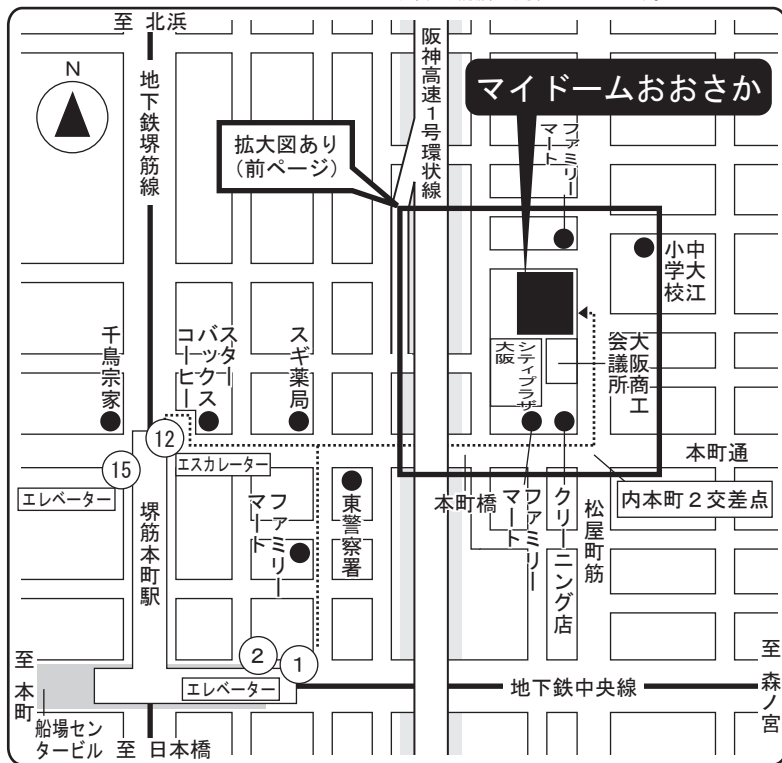 至 北浜
N
地下鉄堺筋線
阪神高速1号環状線
マイドームおおさか
拡大図あり
(前ページ)
ファミリー
マート
中大江
小学校
千鳥宗家
スター
バックス
コーヒー
スギ薬局
シティプラザ
大阪
大阪商工
会議所
12
15
エスカレーター
エレベーター
本町通
本町橋
内本町2交差点
堺筋本町駅
ファミリー
マート
東警察署
ファミリー
マート
クリーニング店
松屋町筋
2
1
エレベーター
地下鉄中央線
至 本町
至 森ノ宮
船場セン
タービル
至 日本橋